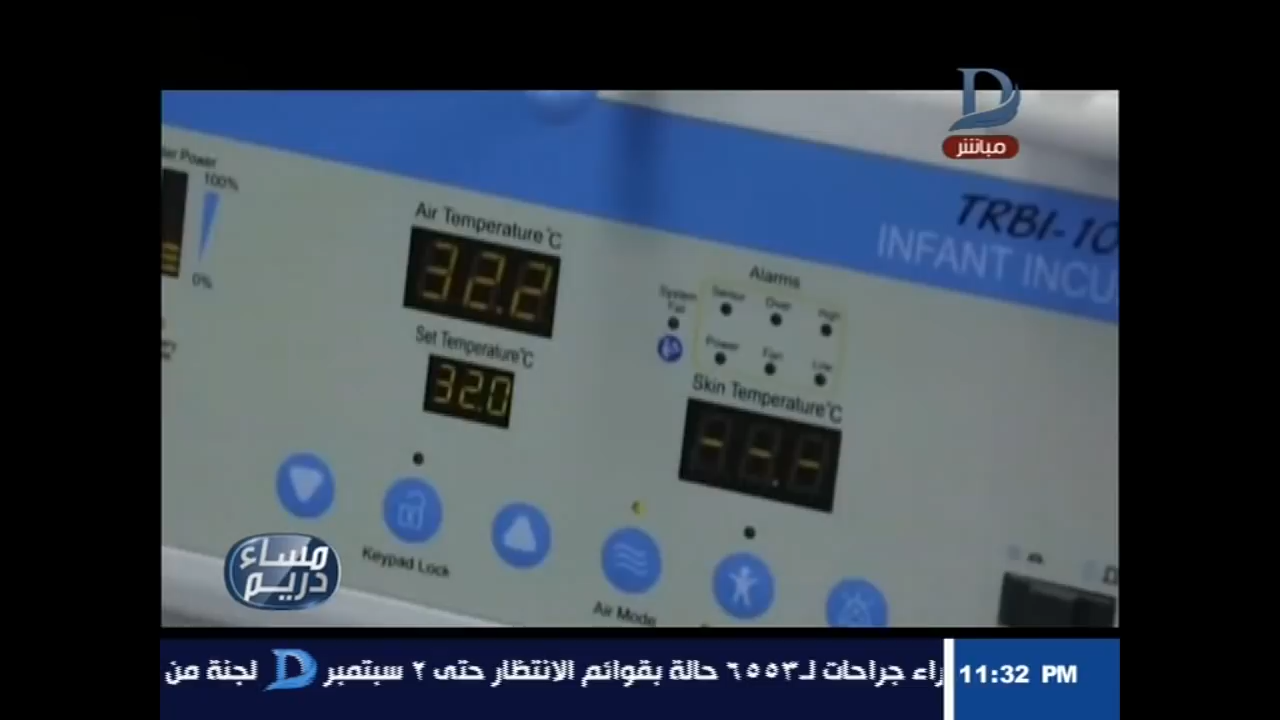 D
مباشر
100%
0%
Air Temperature °C
32.2
Set Temperature °C
32.0
TRBI-10
INFANT INCU
Alarms
System Fail
Sensor Over High
Power Fan Low
Skin Temperature °C
---
Keypad Lock
Air Mode
مساء
دريم
11:32 PM
راء جراحات لـ٦٥٥٣ حالة بقوائم الانتظار حتى ٢ سبتمبر D لجنة من